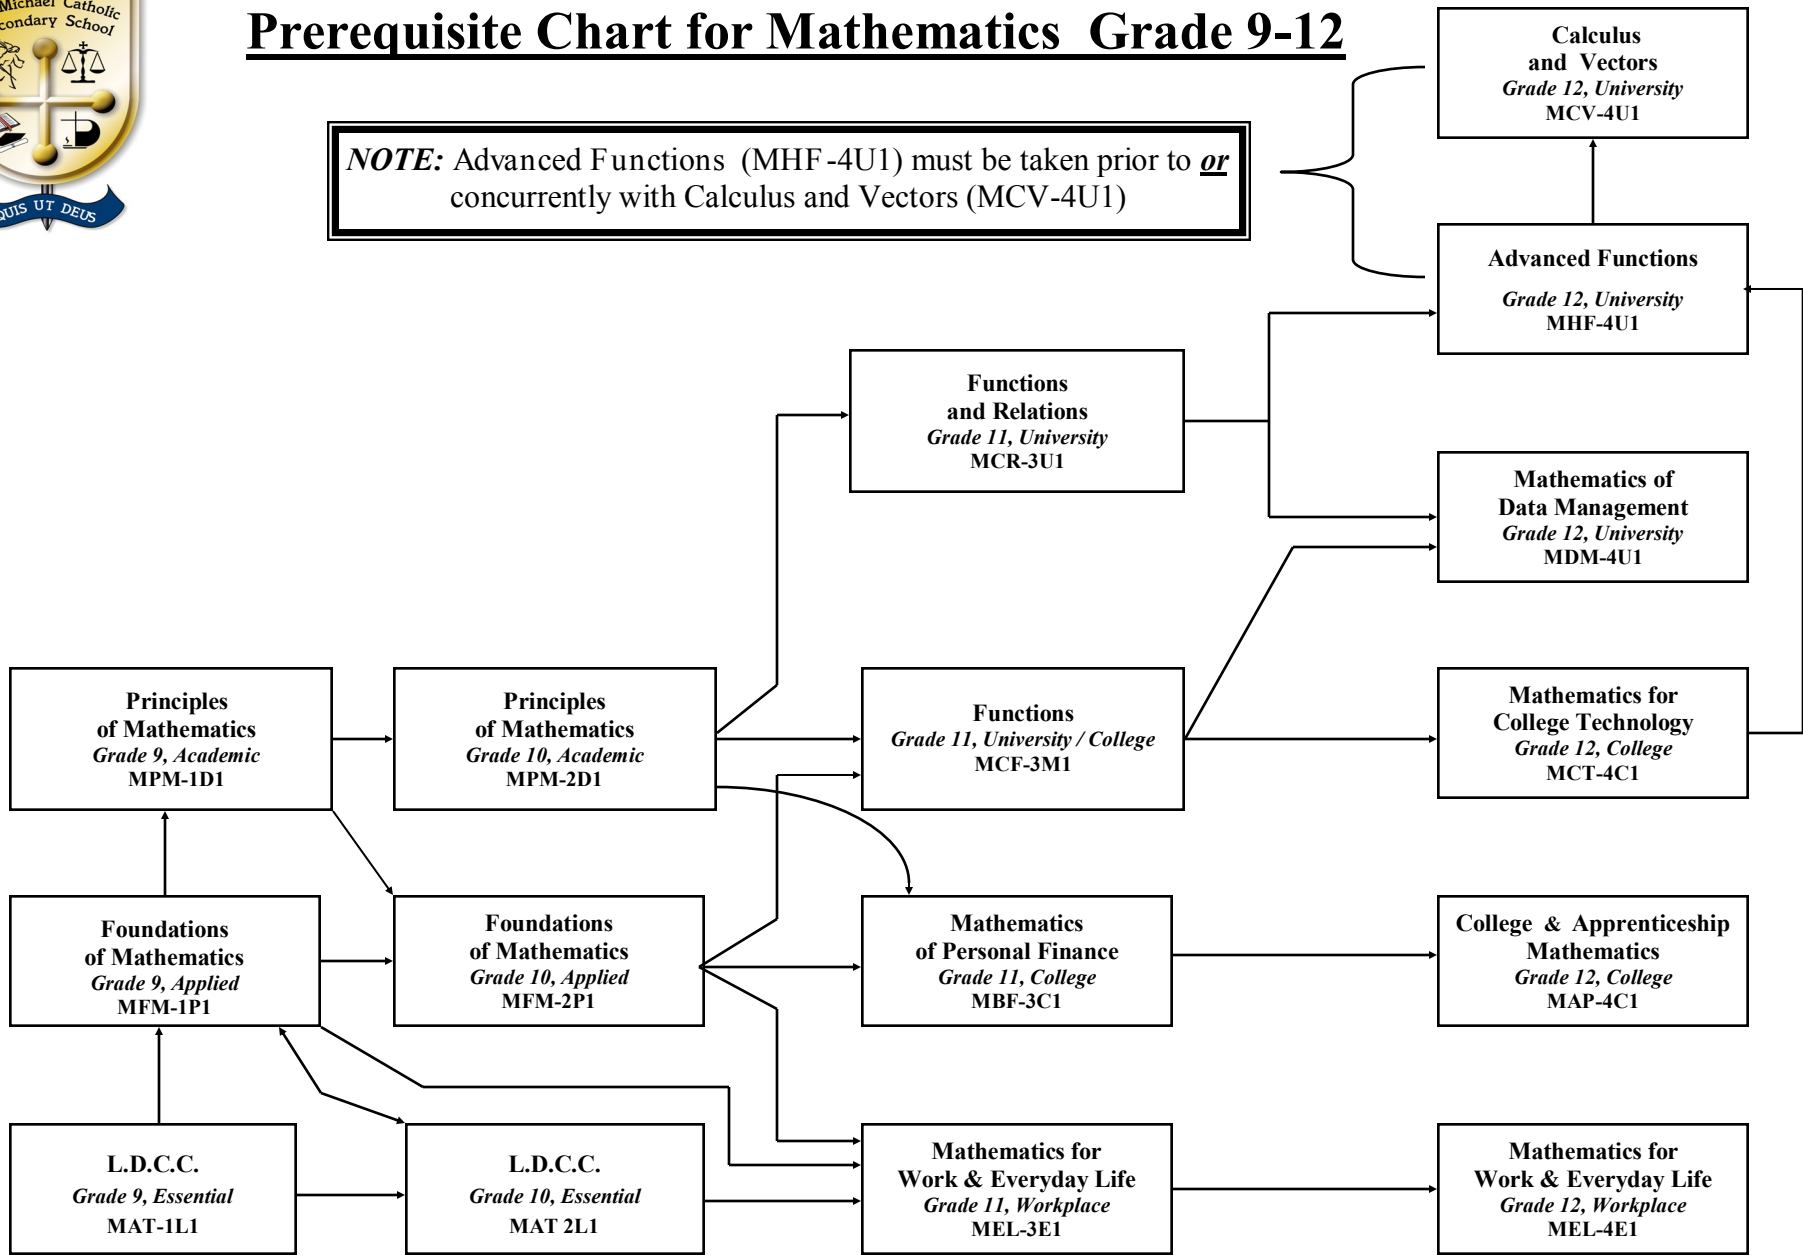 Michael Catholic
condary School
QUIS UT DEUS
Prerequisite Chart for Mathematics Grade 9-12
NOTE: Advanced Functions (MHF-4U1) must be taken prior to or
concurrently with Calculus and Vectors (MCV-4U1)
Calculus
and Vectors
Grade 12, University
MCV-4U1
Advanced Functions
Grade 12, University
MHF-4U1
Functions
and Relations
Grade 11, University
MCR-3U1
Mathematics of
Data Management
Grade 12, University
MDM-4U1
Principles
of Mathematics
Grade 9, Academic
MPM-1D1
Principles
of Mathematics
Grade 10, Academic
MPM-2D1
Functions
Grade 11, University / College
MCF-3M1
Mathematics for
College Technology
Grade 12, College
MCT-4C1
Foundations
of Mathematics
Grade 9, Applied
MFM-1P1
Foundations
of Mathematics
Grade 10, Applied
MFM-2P1
Mathematics
of Personal Finance
Grade 11, College
MBF-3C1
College & Apprenticeship
Mathematics
Grade 12, College
MAP-4C1
L.D.C.C.
Grade 9, Essential
MAT-1L1
L.D.C.C.
Grade 10, Essential
MAT 2L1
Mathematics for
Work & Everyday Life
Grade 11, Workplace
MEL-3E1
Mathematics for
Work & Everyday Life
Grade 12, Workplace
MEL-4E1